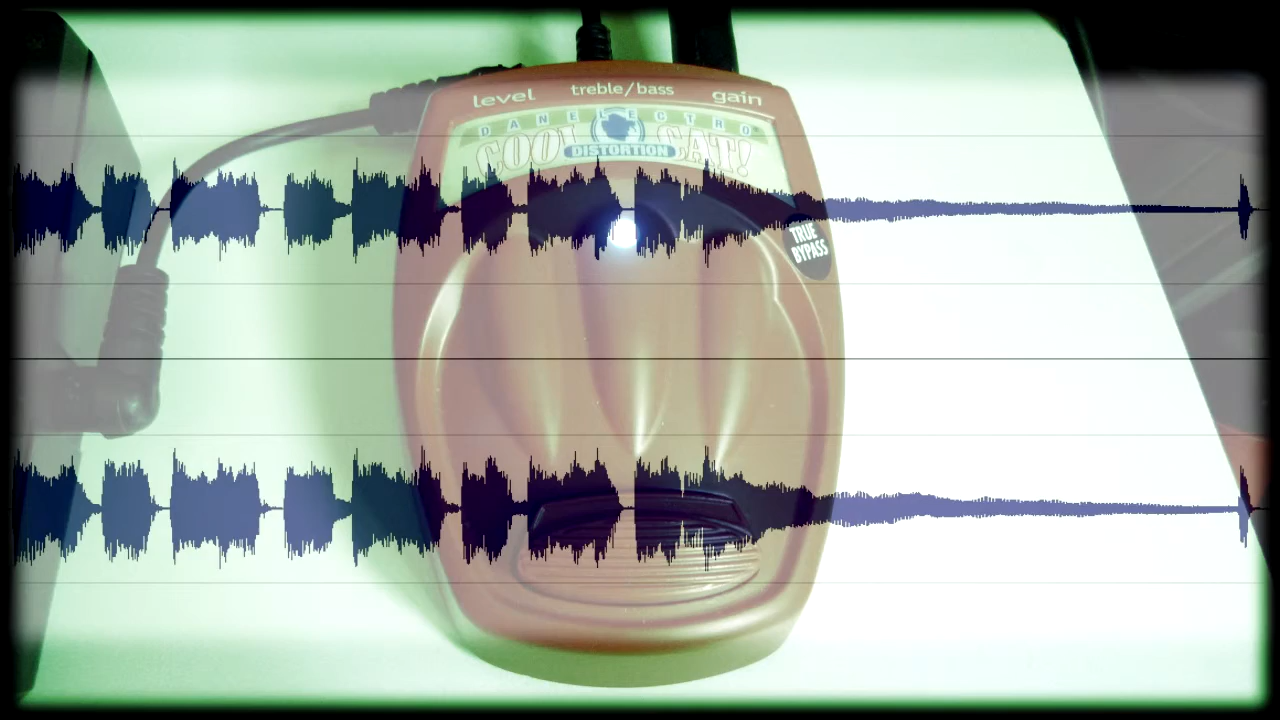 level treble/bass gain
DANELECTRO
COOL CAT!
DISTORTION
TRUE
BYPASS